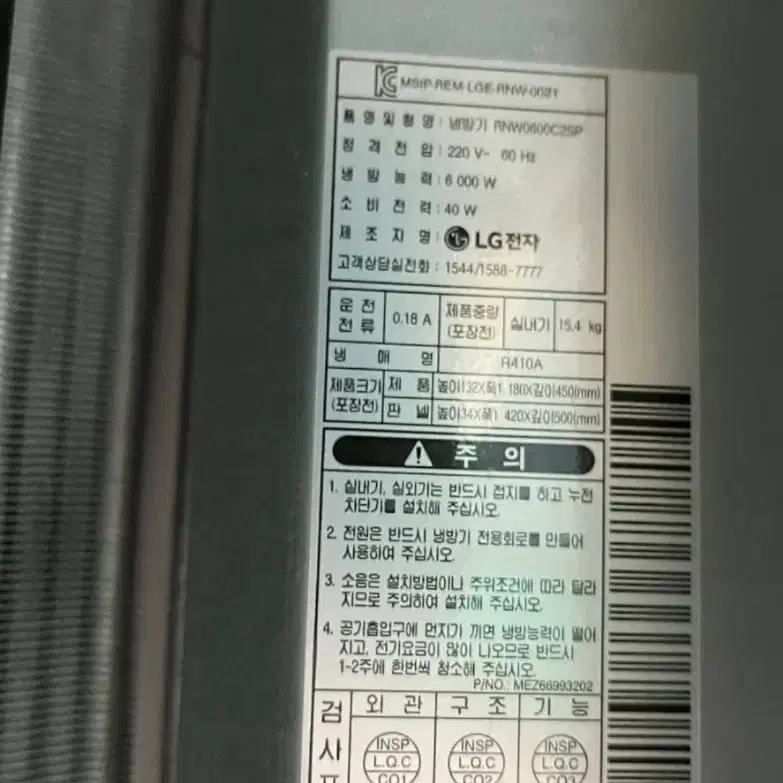 KC MSIP-REM-LGE-RNW-0021
품 명 및 형 명 : 냉방기 RNW0600C2SP
정 격 전 압 : 220 V~ 60 Hz
냉 방 능 력 : 6 000 W
소 비 전 력 : 40 W
제 조 자 명 : LG전자
고객상담실전화 : 1544/1588-7777
운 전 전 류 0.18 A 제품중량 (포장전) 실내기 15.4 kg
냉 매 명 R410A
제품크기 (포장전) 제 품 높이132X폭1 180X깊이450(mm)
판 넬 높이34X폭1 420X깊이500(mm)
주 의
1. 실내기, 실외기는 반드시 접지를 하고 누전
차단기를 설치해 주십시오.
2. 전원은 반드시 냉방기 전용회로를 만들어
사용하여 주십시오.
3. 소음은 설치방법이나 주위조건에 따라 달라
지므로 주의하여 설치해 주십시오.
4. 공기흡입구에 먼지가 끼면 냉방능력이 떨어
지고, 전기요금이 많이 나오므로 반드시
1-2주에 한번씩 청소해 주십시오.
P/NO.: MEZ66993202
검 사 외 관 구 조 기 능
INSP INSP INSP
L.Q.C L.Q.C L.Q.C
C01 C02 C03